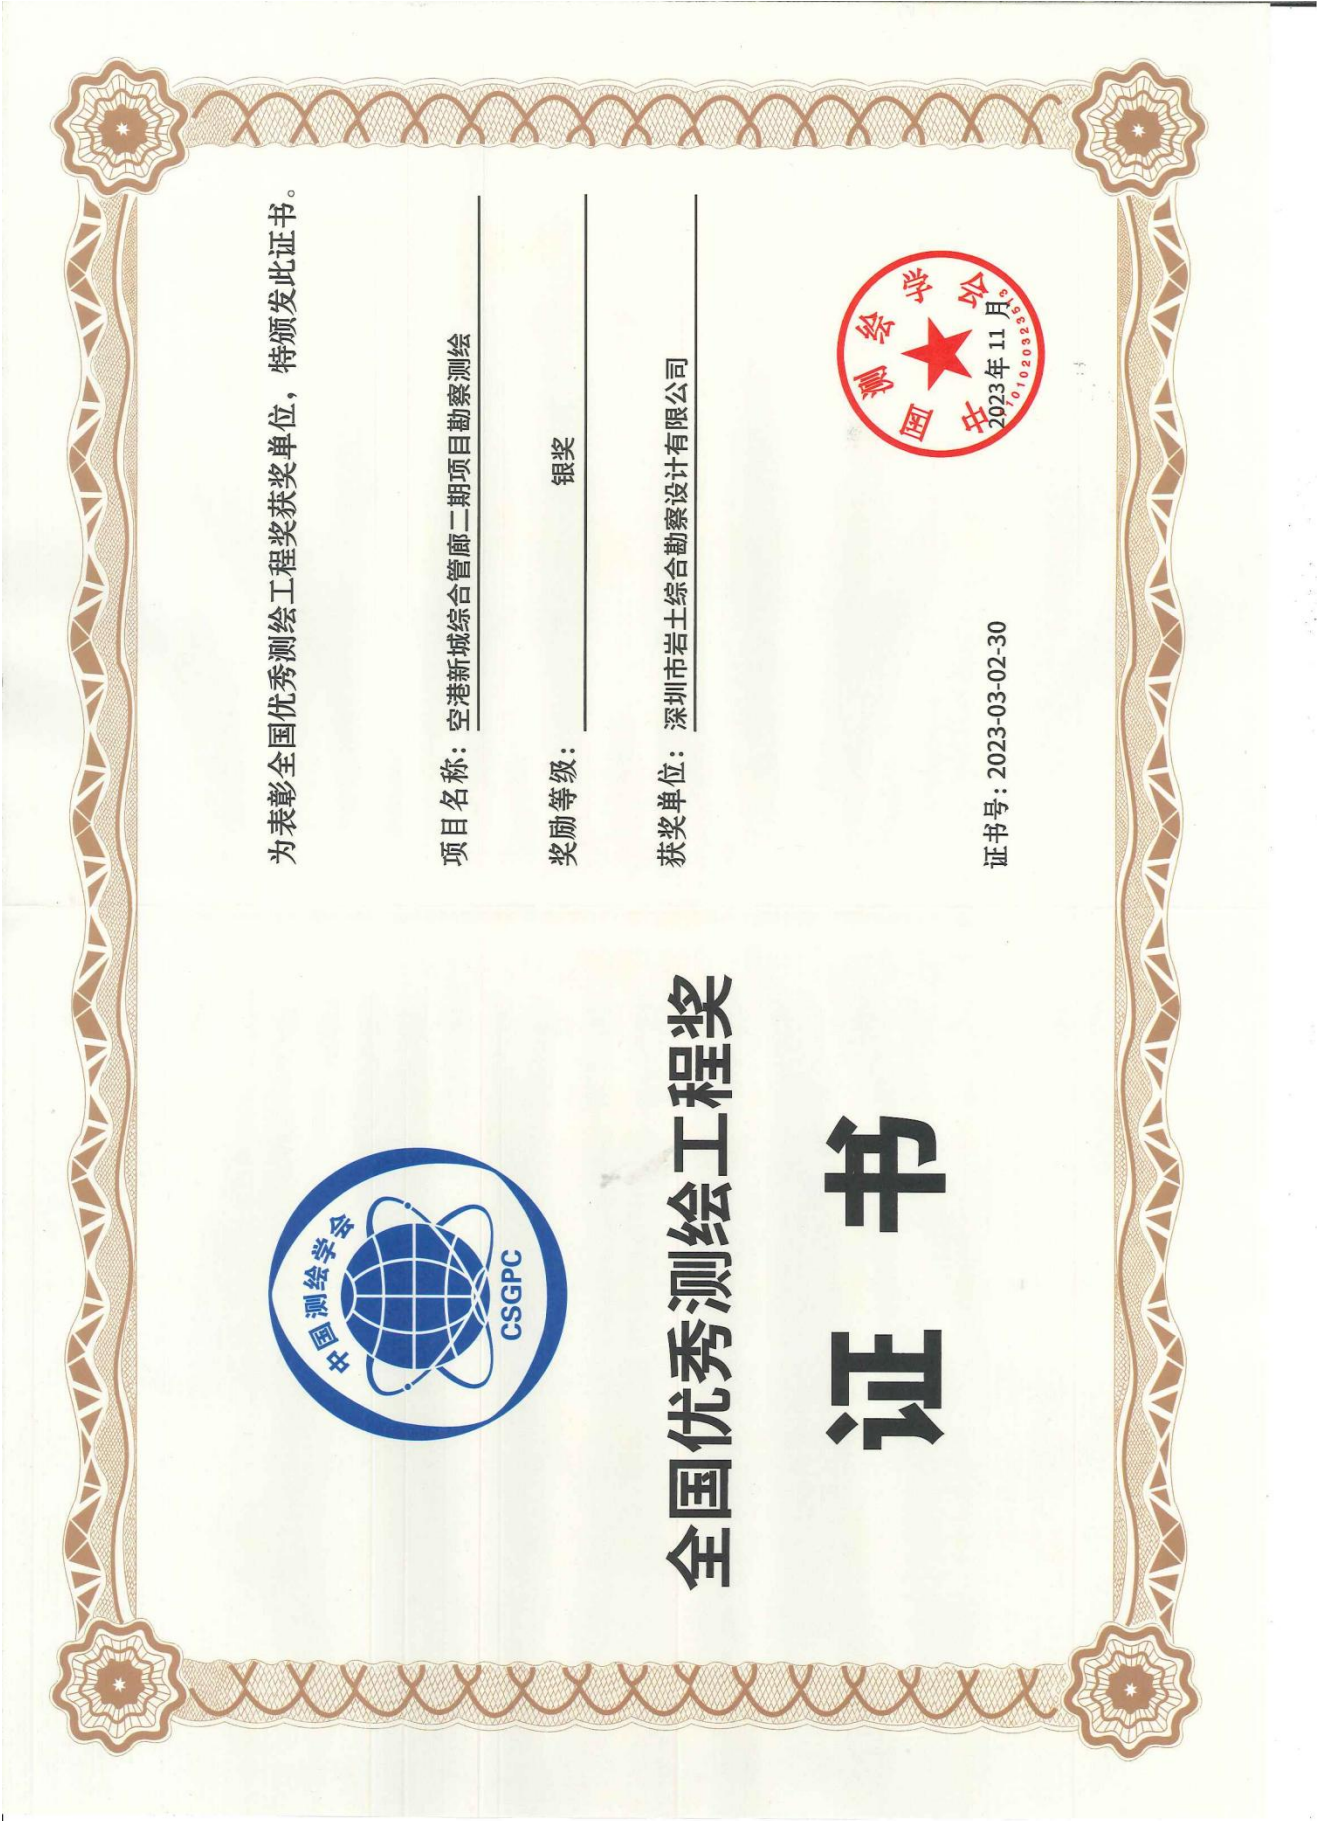 中国测绘学会
CSGPC
全国优秀测绘工程奖
证 书
为表彰全国优秀测绘工程奖获奖单位，特颁发此证书。
项目名称：空港新城综合管廊二期项目勘察测绘
奖励等级：银奖
获奖单位：深圳市岩土综合勘察设计有限公司
证书号：2023-03-02-30
2023年11月
中国测绘学会